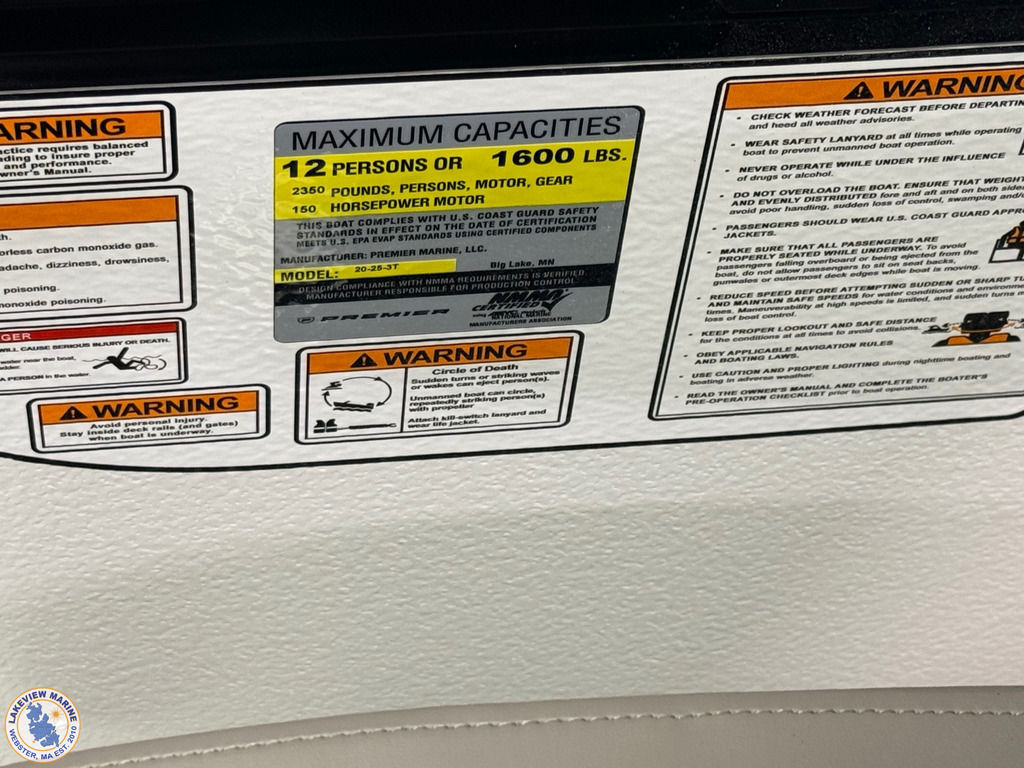 WARNING
actice requires balanced
ading to insure proper
and performance.
wner's Manual.
th.
orless carbon monoxide gas.
adache, dizziness, drowsiness,
poisoning.
monoxide poisoning.
GER
WILL CAUSE SERIOUS INJURY OR DEATH.
water near the boat,
adder.
A PERSON in the water.
WARNING
Avoid personal injury.
Stay inside deck rails (and gates)
when boat is underway.
MAXIMUM CAPACITIES
12 PERSONS OR 1600 LBS.
2350 POUNDS, PERSONS, MOTOR, GEAR
150 HORSEPOWER MOTOR
THIS BOAT COMPLIES WITH U.S. COAST GUARD SAFETY
STANDARDS IN EFFECT ON THE DATE OF CERTIFICATION
MEETS U.S. EPA EVAP STANDARDS USING CERTIFIED COMPONENTS
MANUFACTURER: PREMIER MARINE, LLC.
MODEL: 20-25-3T Big Lake, MN
DESIGN COMPLIANCE WITH NMMA REQUIREMENTS IS VERIFIED.
MANUFACTURER RESPONSIBLE FOR PRODUCTION CONTROL
PREMIER
NMMA
CERTIFIED
MANUFACTURERS ASSOCIATION
WARNING
Circle of Death
Sudden turns or striking waves
or wakes can eject person(s).
Unmanned boat can circle,
repeatedly striking person(s)
with propeller
Attach kill-switch lanyard and
wear life jacket.
WARNING
• CHECK WEATHER FORECAST BEFORE DEPARTIN
and heed all weather advisories.
• WEAR SAFETY LANYARD at all times while operating
boat to prevent unmanned boat operation.
• NEVER OPERATE WHILE UNDER THE INFLUENCE
of drugs or alcohol.
• DO NOT OVERLOAD THE BOAT. ENSURE THAT WEIGHT
AND EVENLY DISTRIBUTED fore and aft and on both sides
avoid poor handling, sudden loss of control, swamping and/o
• PASSENGERS SHOULD WEAR U.S. COAST GUARD APPR
JACKETS.
• MAKE SURE THAT ALL PASSENGERS ARE
PROPERLY SEATED WHILE UNDERWAY. To avoid
passengers falling overboard or being ejected from the
boat, do not allow passengers to sit on seat backs,
gunwales or outermost deck edges while boat is moving.
• REDUCE SPEED BEFORE ATTEMPTING SUDDEN OR SHARP TU
AND MAINTAIN SAFE SPEEDS for water conditions and environme
times. Maneuverability at high speeds is limited, and sudden turns m
loss of boat control.
• KEEP PROPER LOOKOUT AND SAFE DISTANCE
for the conditions at all times to avoid collisions.
• OBEY APPLICABLE NAVIGATION RULES
AND BOATING LAWS.
• USE CAUTION AND PROPER LIGHTING during nighttime boating and
boating in adverse weather.
• READ THE OWNER'S MANUAL AND COMPLETE THE BOATER'S
PRE-OPERATION CHECKLIST prior to boat operation.
LAKEVIEW MARINE
WEBSTER, MA EST. 2010